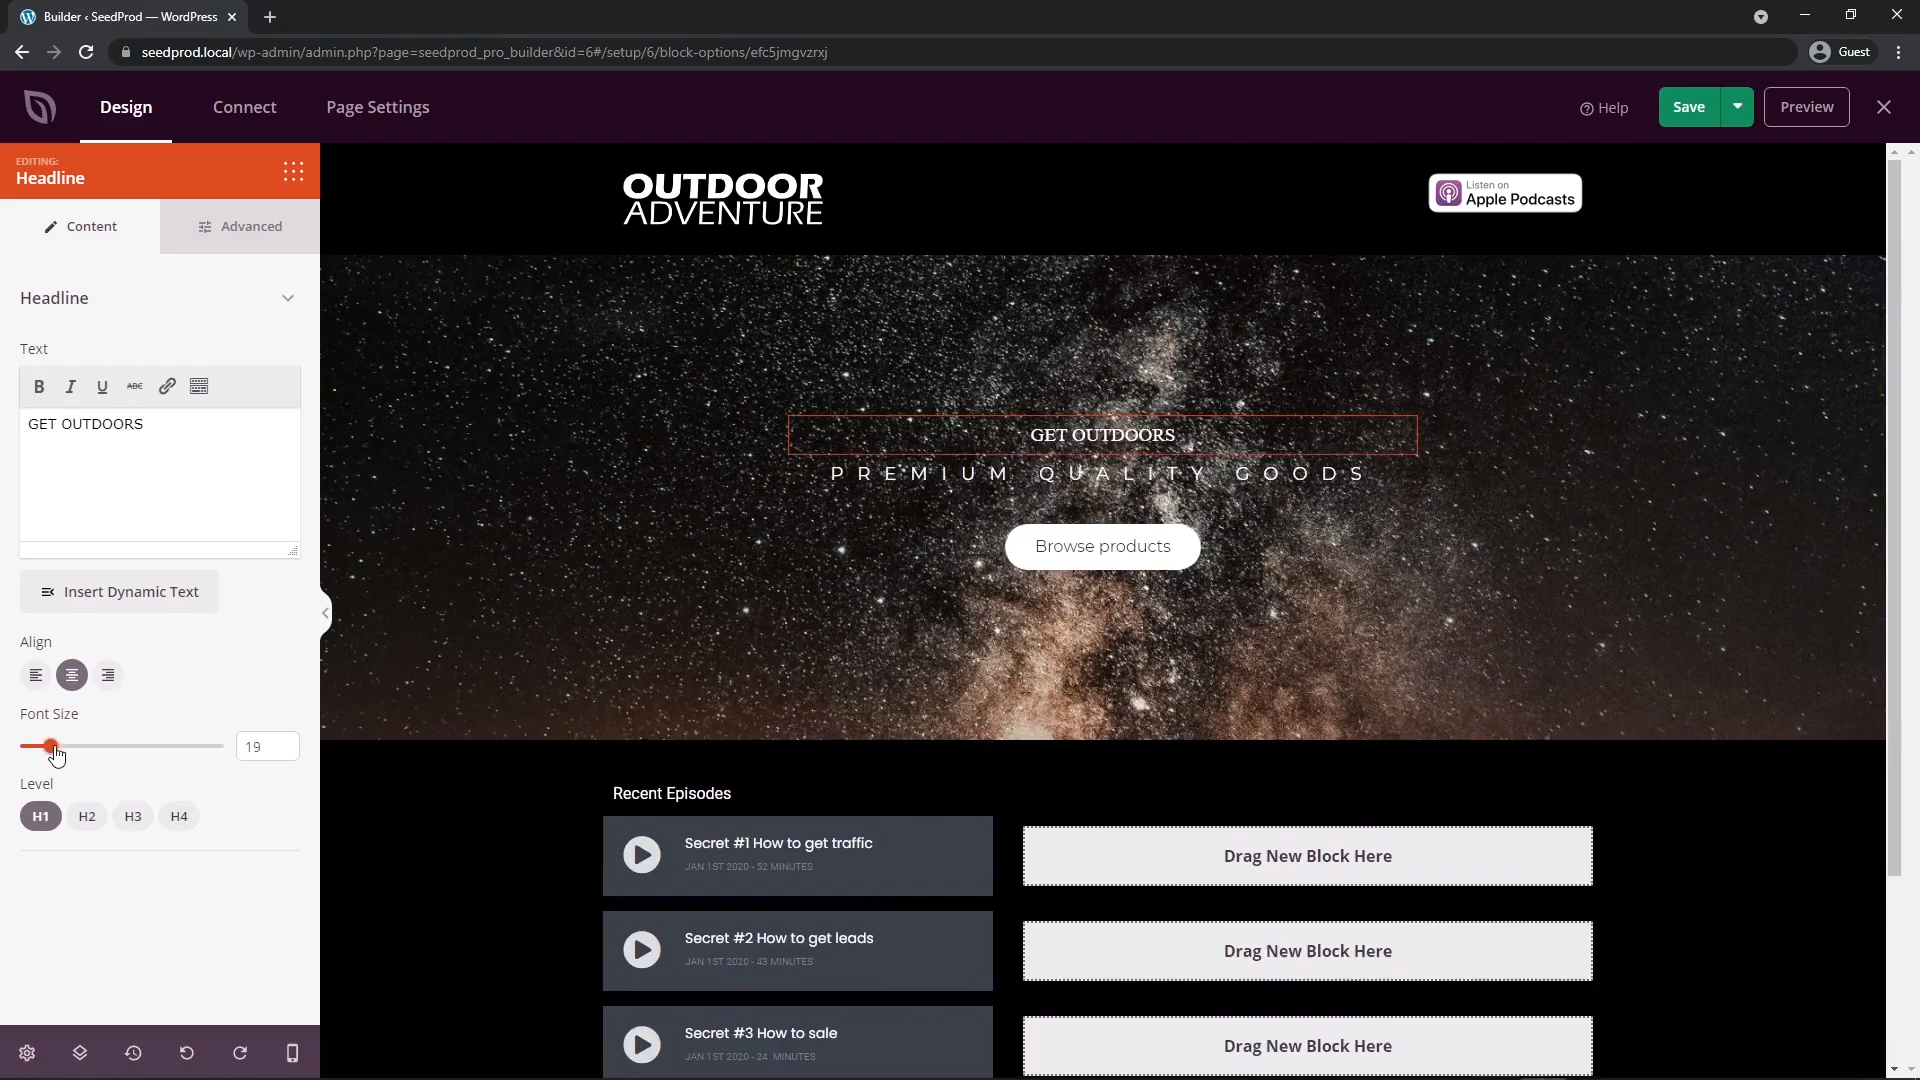 Builder ‹ SeedProd — WordPress
seedprod.local/wp-admin/admin.php?page=seedprod_pro_builder&id=6#/setup/6/block-options/efc5jmgvzrxj
Guest
Design
Connect
Page Settings
Help
Save
Preview
EDITING:
Headline
Content
Advanced
Headline
Text
B I U ABC
GET OUTDOORS
Insert Dynamic Text
Align
Font Size
19
Level
H1 H2 H3 H4
OUTDOOR
ADVENTURE
Listen on
Apple Podcasts
GET OUTDOORS
PREMIUM QUALITY GOODS
Browse products
Recent Episodes
Secret #1 How to get traffic
JAN 1ST 2020 - 52 MINUTES
Drag New Block Here
Secret #2 How to get leads
JAN 1ST 2020 - 43 MINUTES
Drag New Block Here
Secret #3 How to sale
JAN 1ST 2020 - 24 MINUTES
Drag New Block Here